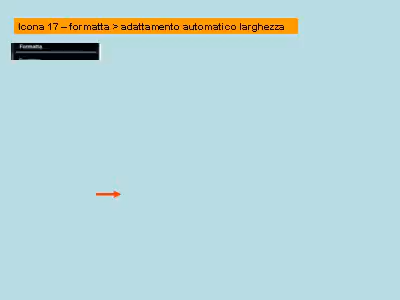 Icona 17 – formatta > adattamento automatico larghezza
Formatta